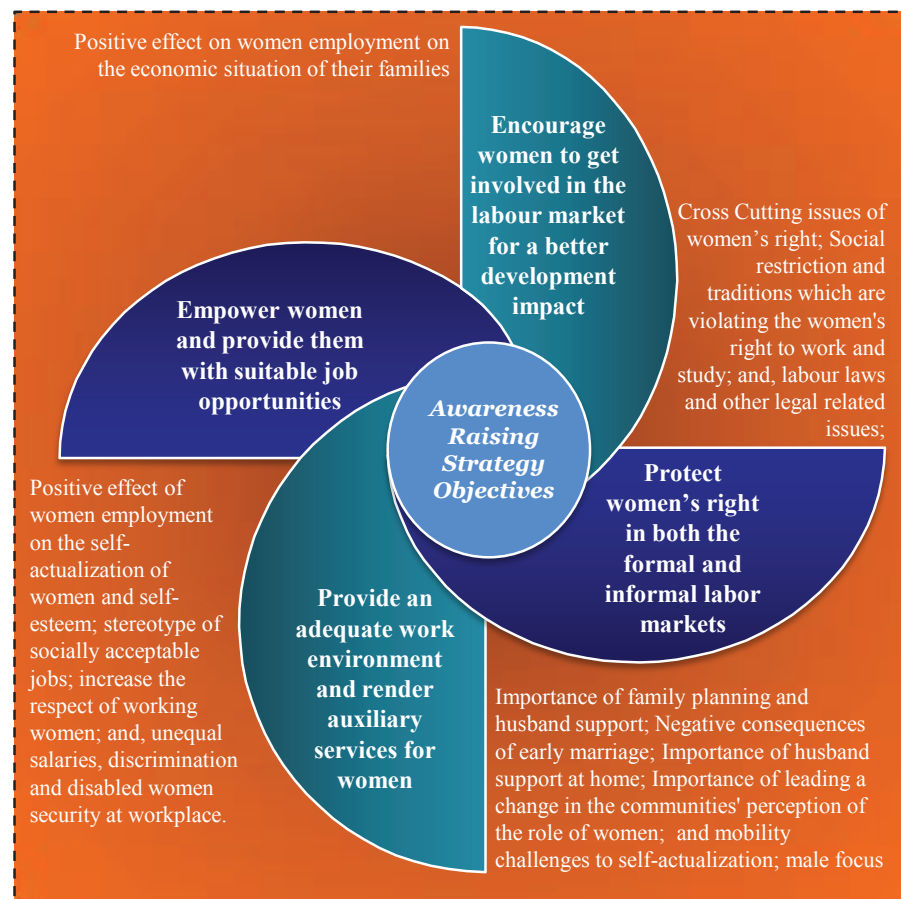 Positive effect on women employment on
the economic situation of their families
Encourage
women to get
involved in the
labour market
for a better
development
impact
Cross Cutting issues of
women’s right; Social
restriction and
traditions which are
violating the women's
right to work and
study; and, labour laws
and other legal related
issues;
Empower women
and provide them
with suitable job
opportunities
Awareness
Raising
Strategy
Objectives
Protect
women’s right
in both the
formal and
informal labor
markets
Positive effect of
women employment
on the self-
actualization of
women and self-
esteem; stereotype of
socially acceptable
jobs; increase the
respect of working
women; and, unequal
salaries, discrimination
and disabled women
security at workplace.
Provide an
adequate work
environment
and render
auxiliary
services for
women
Importance of family planning and
husband support; Negative consequences
of early marriage; Importance of husband
support at home; Importance of leading a
change in the communities' perception of
the role of women;  and mobility
challenges to self-actualization; male focus